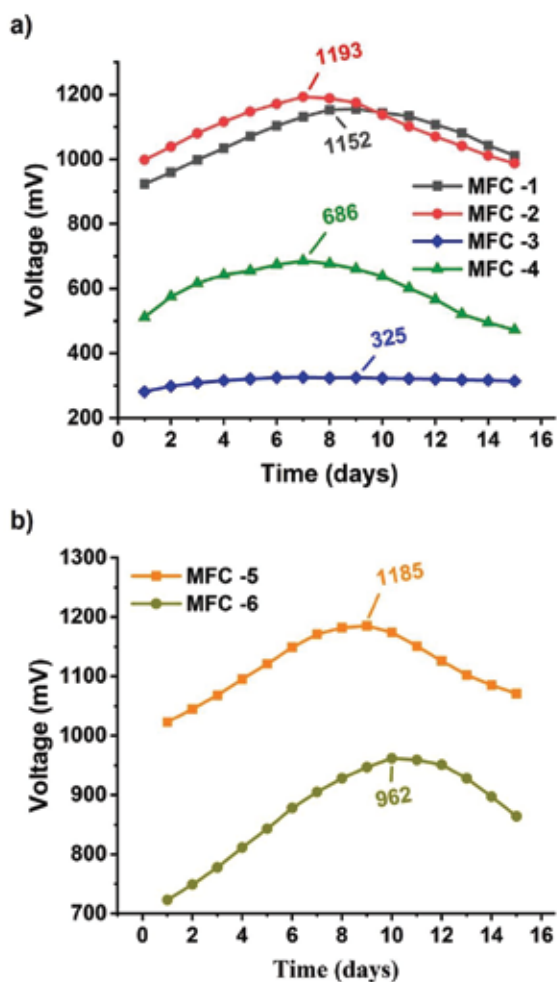 a)
1193
1200
1152
1000
MFC -1
MFC -2
MFC -3
MFC -4
800
686
600
400
325
200
Voltage (mV)
0 2 4 6 8 10 12 14 16
Time (days)
b)
1300
MFC -5
MFC -6
1185
1200
1100
1000
900
962
800
700
Voltage (mV)
0 2 4 6 8 10 12 14 16
Time (days)